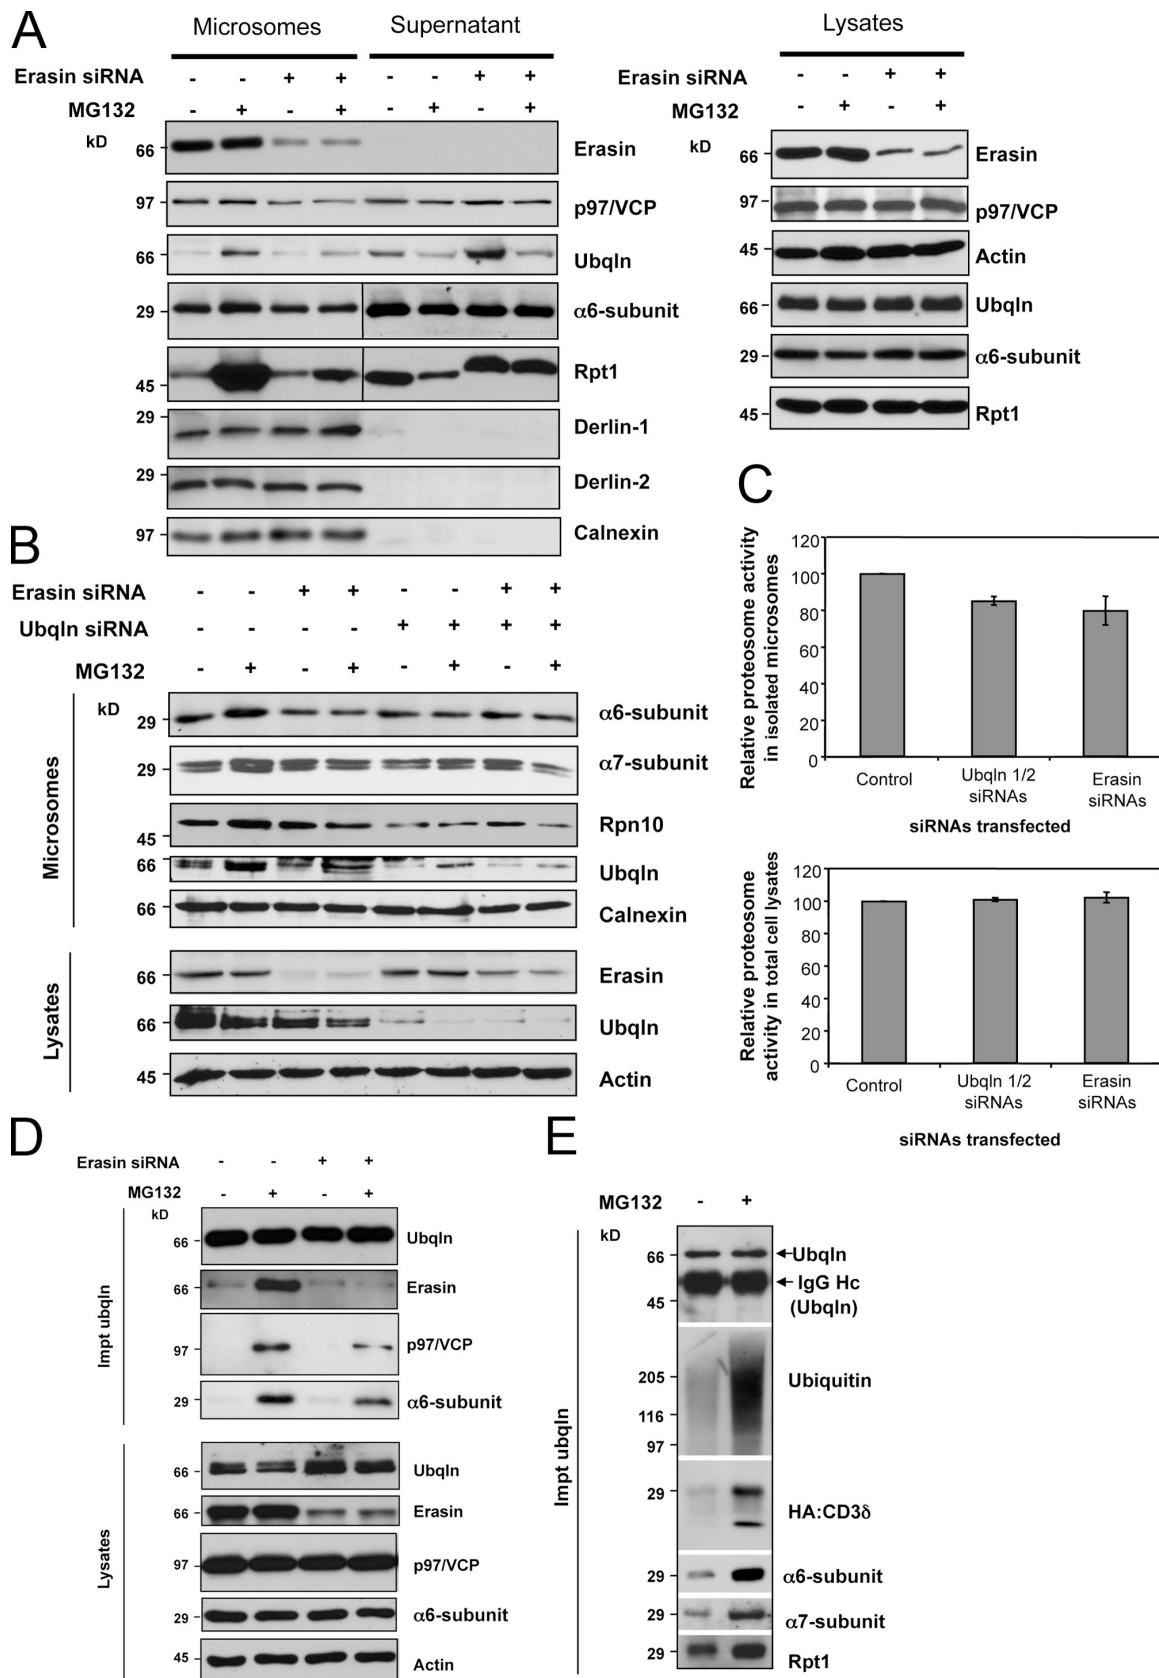 A
Microsomes Supernatant
Erasin siRNA - - + + - - + +
MG132 - + - + - + - +
kD
66 Erasin
97 p97/VCP
66 Ubqln
29 α6-subunit
45 Rpt1
29 Derlin-1
29 Derlin-2
97 Calnexin
Lysates
Erasin siRNA - - + +
MG132 - + - +
kD
66 Erasin
97 p97/VCP
45 Actin
66 Ubqln
29 α6-subunit
45 Rpt1
B
Erasin siRNA - - + + - - + +
Ubqln siRNA - - - - + + + +
MG132 - + - + - + - +
Microsomes
kD
29 α6-subunit
29 α7-subunit
45 Rpn10
66 Ubqln
66 Calnexin
Lysates
66 Erasin
66 Ubqln
45 Actin
C
Relative proteosome activity
in isolated microsomes
120
100
80
60
40
20
0
Control Ubqln 1/2 Erasin
siRNAs siRNAs
siRNAs transfected
Relative proteosome
activity in total cell lysates
120
100
80
60
40
20
0
Control Ubqln 1/2 Erasin
siRNAs siRNAs
siRNAs transfected
D
Erasin siRNA - - + +
MG132 - + - +
kD
Impt ubqln
66 Ubqln
66 Erasin
97 p97/VCP
29 α6-subunit
Lysates
66 Ubqln
66 Erasin
97 p97/VCP
29 α6-subunit
45 Actin
E
MG132 - +
kD
Impt ubqln
66 Ubqln
IgG Hc
45 (Ubqln)
205 Ubiquitin
116
97
29
HA:CD3δ
29 α6-subunit
29 α7-subunit
29 Rpt1